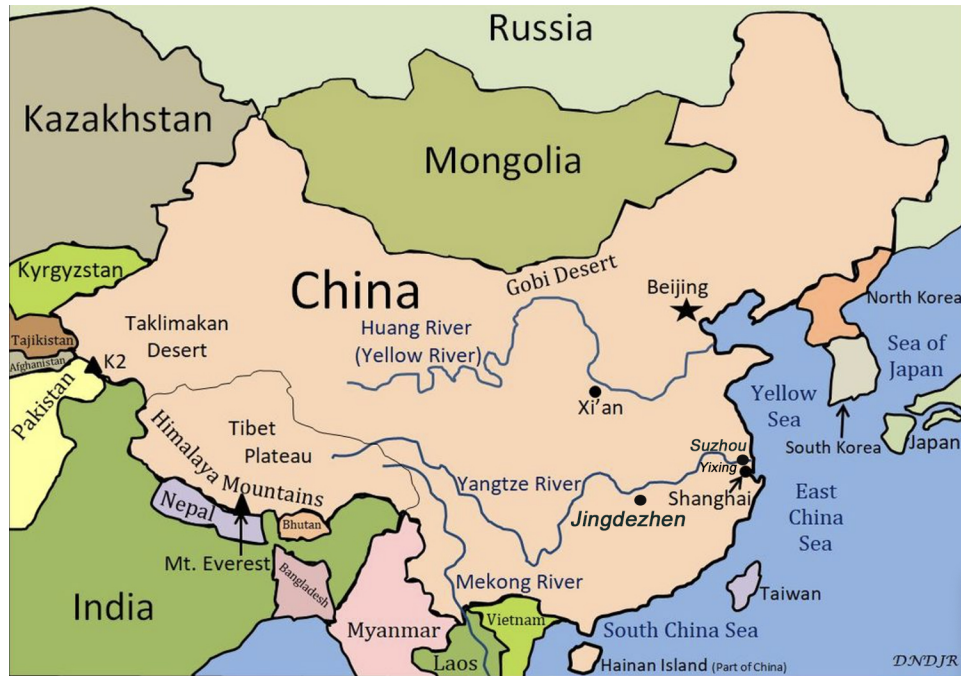 Russia
Kazakhstan
Mongolia
Kyrgyzstan
Gobi Desert
China
Beijing
North Korea
Taklimakan
Desert
Huang River
(Yellow River)
Tajikistan
Afghanistan
K2
Sea of
Japan
Pakistan
Xi'an
Yellow
Sea
Himalaya Mountains
Tibet
Plateau
South Korea
Japan
Suzhou
Yixing
Yangtze River
Shanghai
Nepal
Bhutan
Jingdezhen
East
China
Sea
Mt. Everest
Bangladesh
Mekong River
Taiwan
India
Myanmar
Vietnam
South China Sea
Laos
Hainan Island (Part of China)
DNDJR